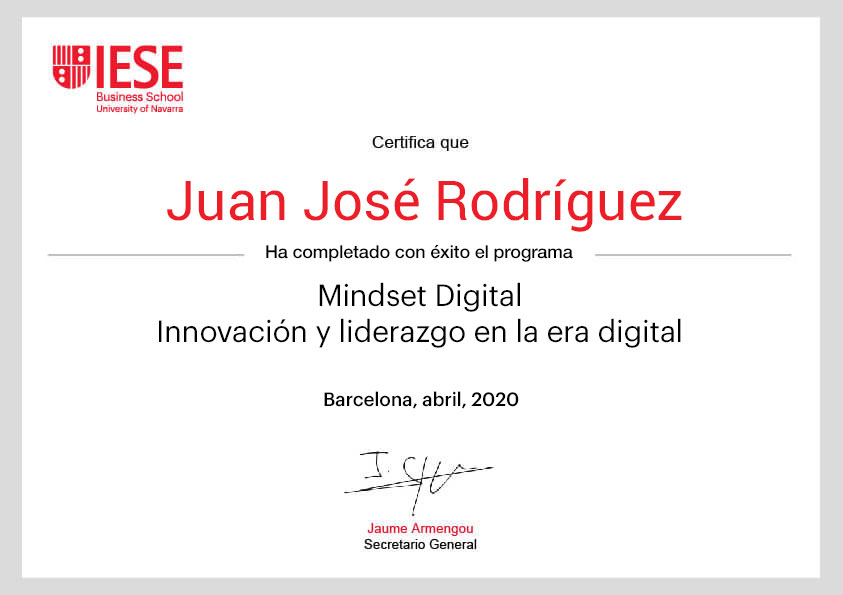 IESE
Business School
University of Navarra
Certifica que
Juan José Rodríguez
Ha completado con éxito el programa
Mindset Digital
Innovación y liderazgo en la era digital
Barcelona, abril, 2020
Jaume Armengou
Secretario General